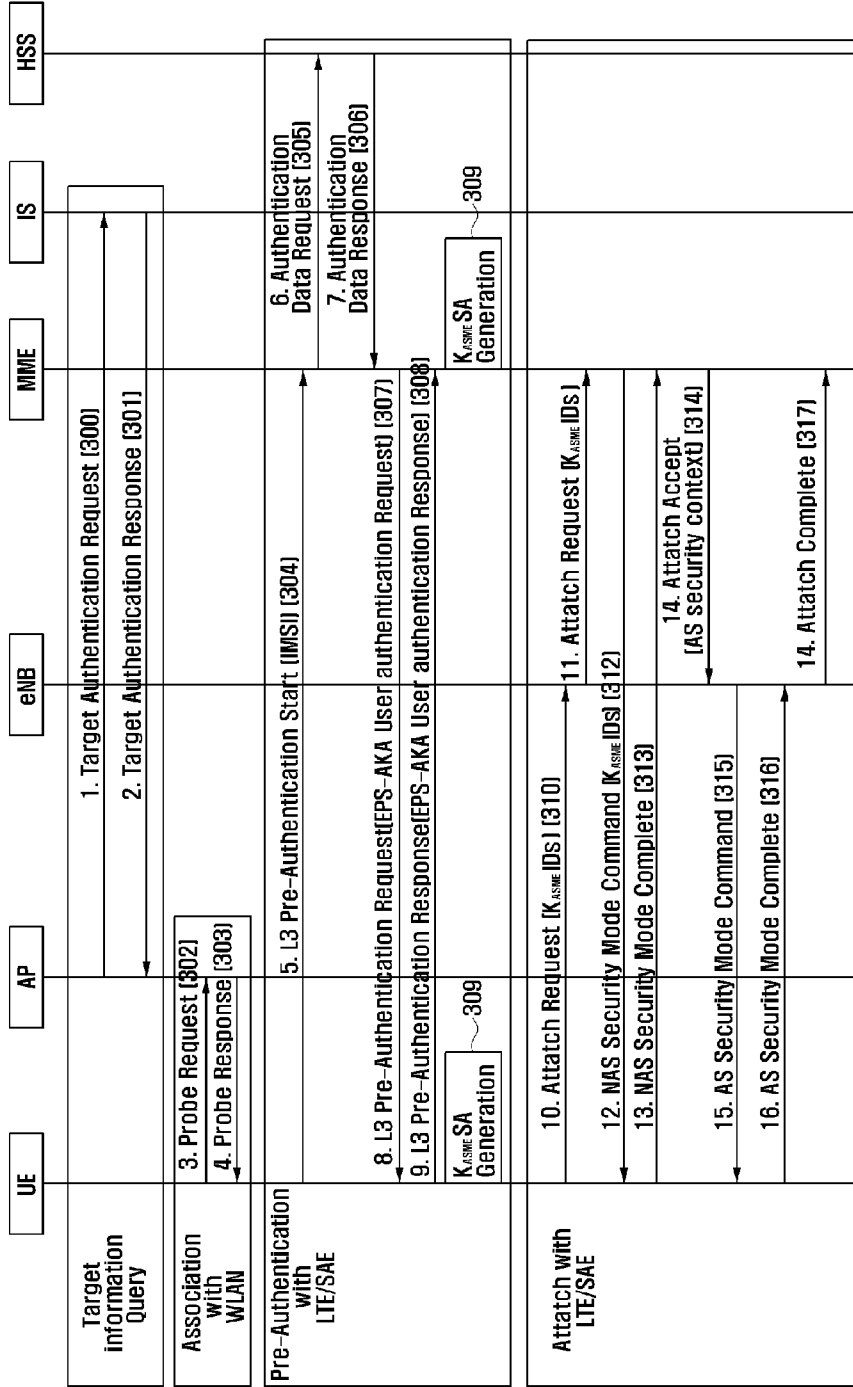 UE
AP
eNB
MME
IS
HSS
Target
information
Query
1. Target Authentication Request (300)
2. Target Authentication Response (301)
Association
with
WLAN
3. Probe Request (302)
4. Probe Response (303)
Pre-Authentication
with
LTE/SAE
5. L3 Pre-Authentication Start (IMSI) (304)
6. Authentication
Data Request (305)
7. Authentication
Data Response (306)
8. L3 Pre-Authentication Request(EPS-AKA User authentication Request) (307)
9. L3 Pre-Authentication Response(EPS-AKA User authentication Response) (308)
KASME SA
Generation
309
KASME SA
Generation
309
Attatch with
LTE/SAE
10. Attatch Request (KASME IDs) (310)
11. Attatch Request (KASME IDs)
12. NAS Security Mode Command (KASME IDs) (312)
13. NAS Security Mode Complete (313)
14. Attatch Accept
(AS security context) (314)
15. AS Security Mode Command (315)
16. AS Security Mode Complete (316)
14. Attatch Complete (317)